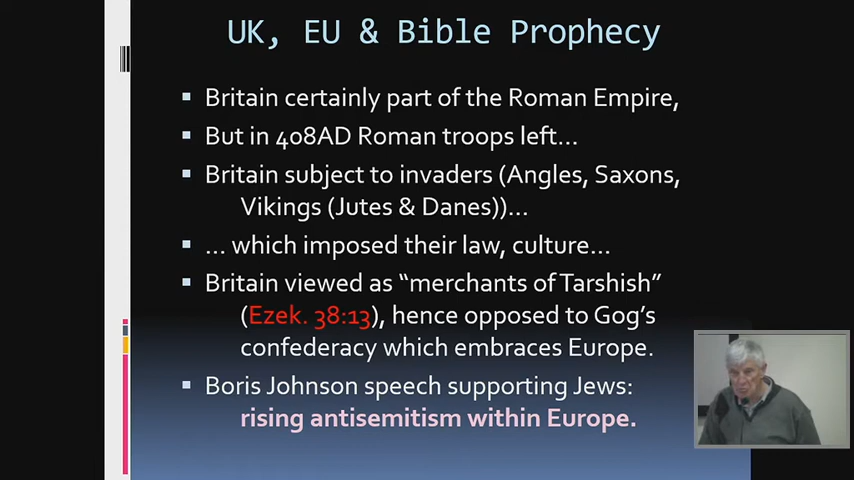 UK, EU & Bible Prophecy
Britain certainly part of the Roman Empire,
But in 408AD Roman troops left…
Britain subject to invaders (Angles, Saxons,
Vikings (Jutes & Danes))…
… which imposed their law, culture…
Britain viewed as “merchants of Tarshish”
(Ezek. 38:13), hence opposed to Gog’s
confederacy which embraces Europe.
Boris Johnson speech supporting Jews:
rising antisemitism within Europe.